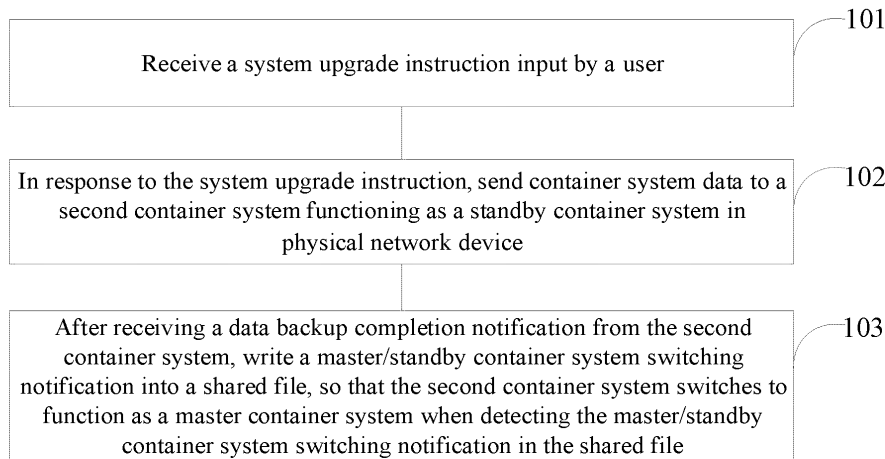 101
Receive a system upgrade instruction input by a user
102
In response to the system upgrade instruction, send container system data to a
second container system functioning as a standby container system in
physical network device
103
After receiving a data backup completion notification from the second
container system, write a master/standby container system switching
notification into a shared file, so that the second container system switches to
function as a master container system when detecting the master/standby
container system switching notification in the shared file